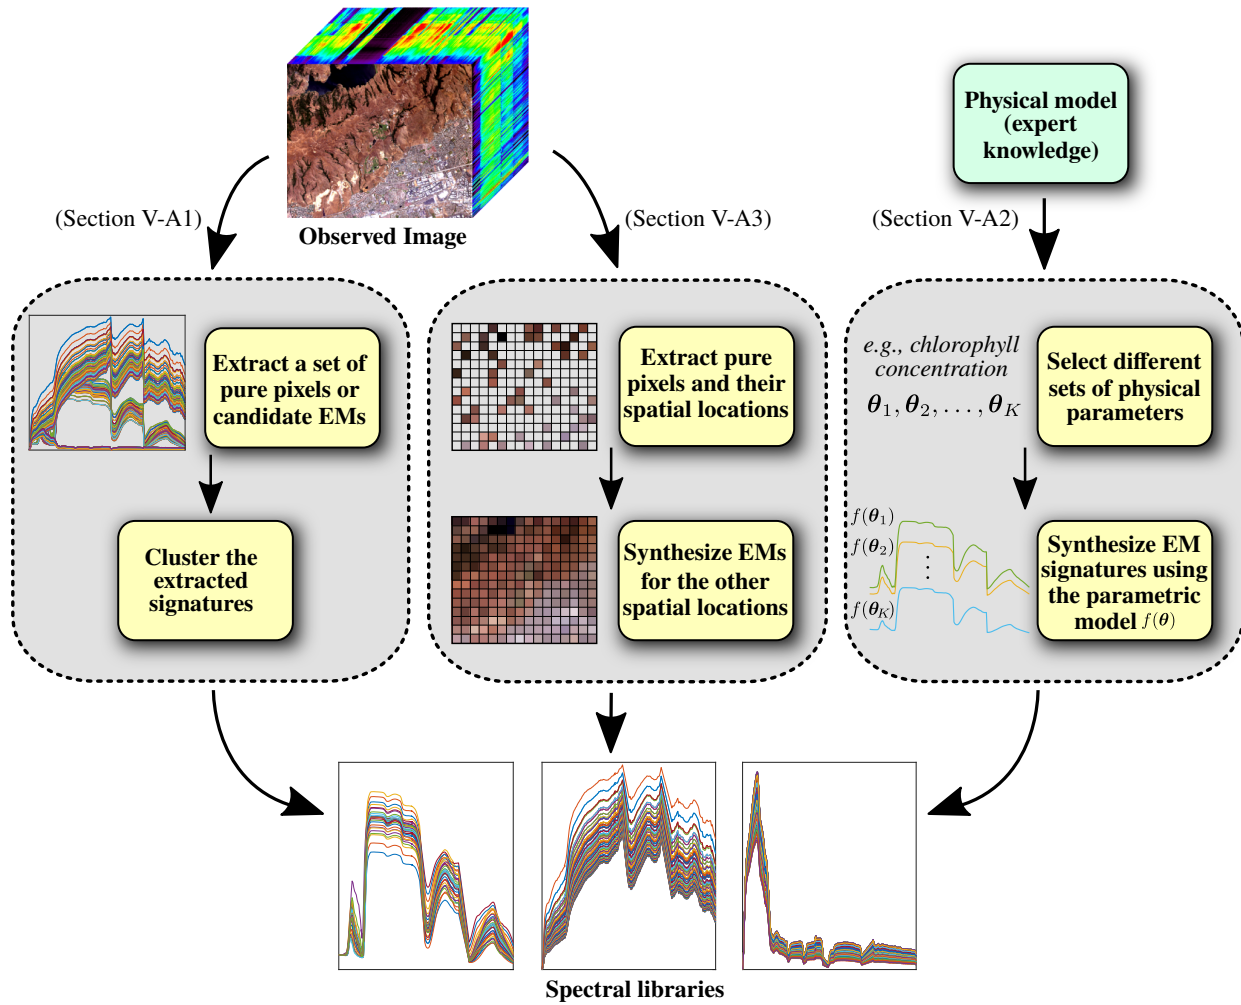 Physical model
(expert
knowledge)
(Section V-A1)
Observed Image
(Section V-A3)
(Section V-A2)
Extract a set of
pure pixels or
candidate EMs
Cluster the
extracted
signatures
Extract pure
pixels and their
spatial locations
Synthesize EMs
for the other
spatial locations
e.g., chlorophyll
concentration
θ₁, θ₂, . . . , θ_K
Select different
sets of physical
parameters
f(θ₁)
f(θ₂)
⋮
f(θ_K)
Synthesize EM
signatures using
the parametric
model f(θ)
Spectral libraries